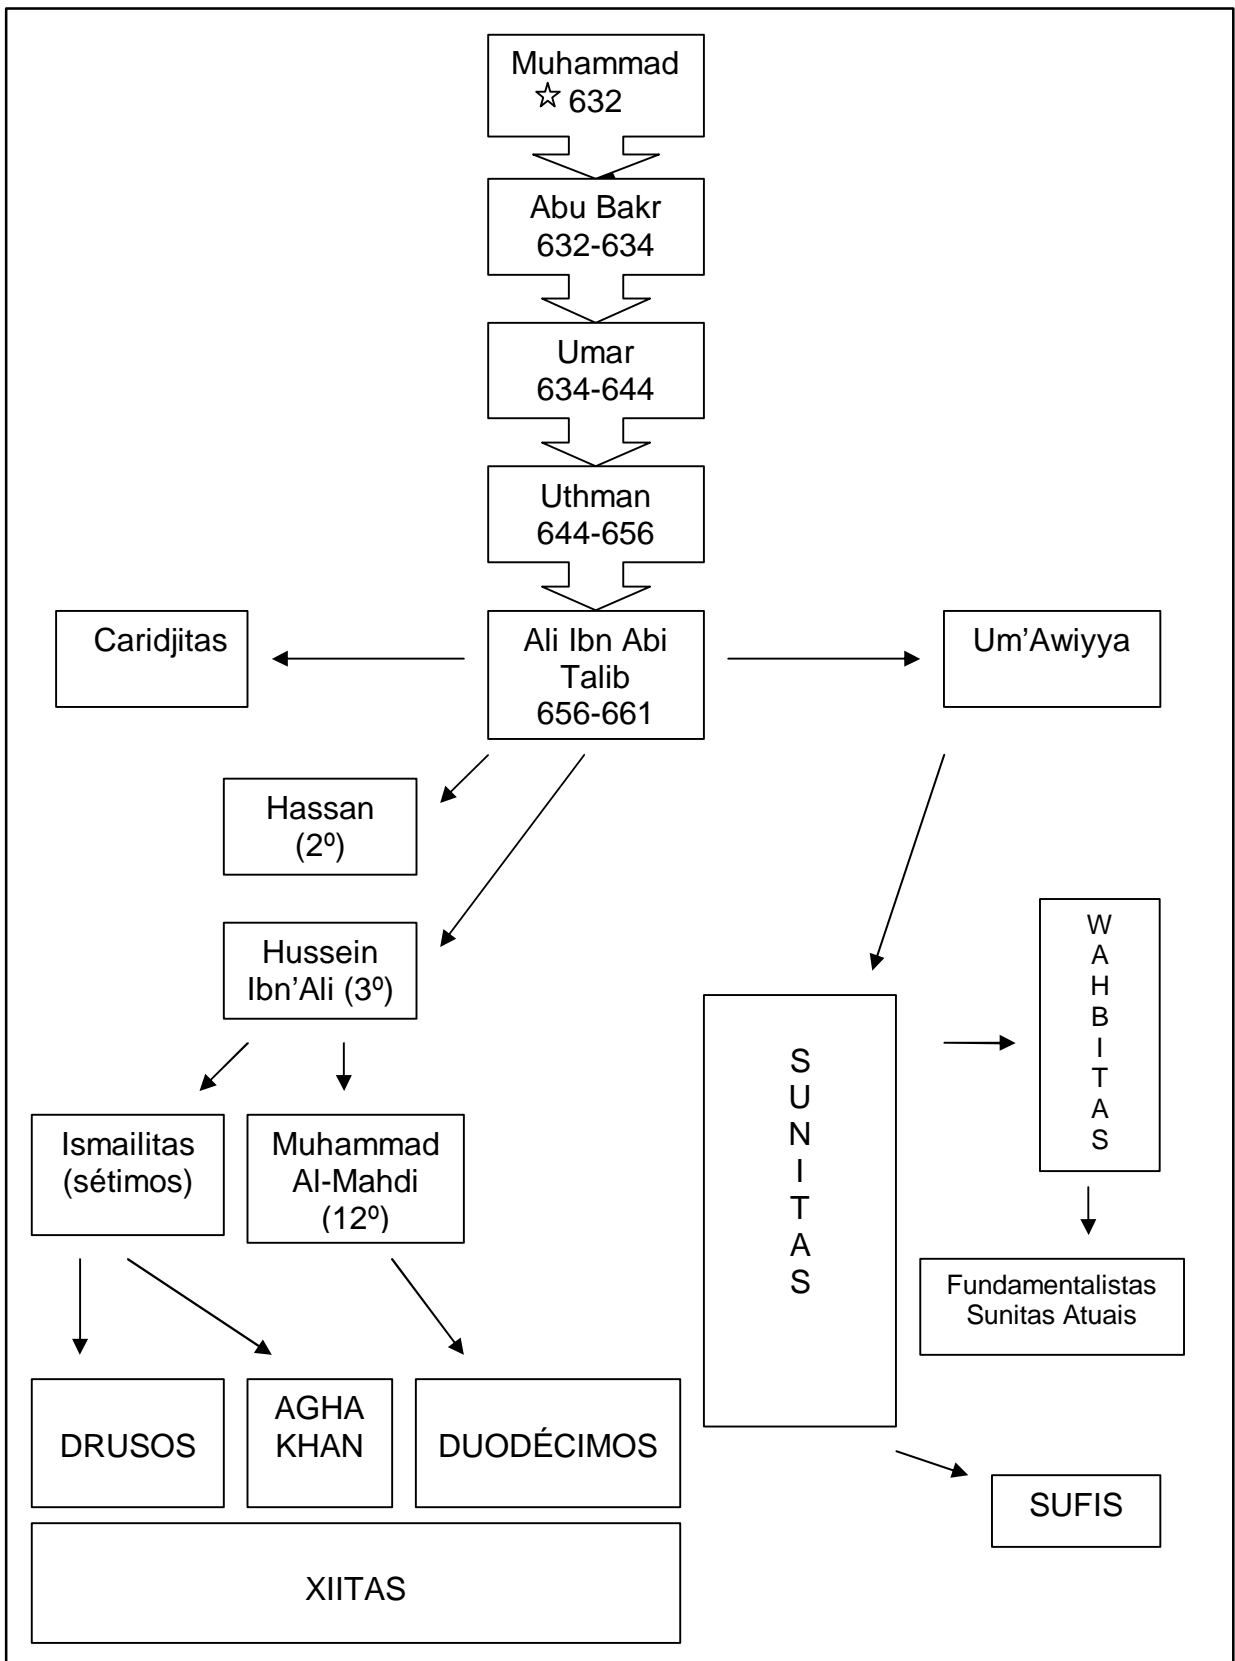 Muhammad
☆ 632
Abu Bakr
632-634
Umar
634-644
Uthman
644-656
Caridjitas
Ali Ibn Abi
Talib
656-661
Um’Awiyya
Hassan
(2º)
Hussein
Ibn’Ali (3º)
W
A
H
B
I
T
A
S
S
U
N
I
T
A
S
Ismailitas
(sétimos)
Muhammad
Al-Mahdi
(12º)
Fundamentalistas
Sunitas Atuais
DRUSOS
AGHA
KHAN
DUODÉCIMOS
SUFIS
XIITAS